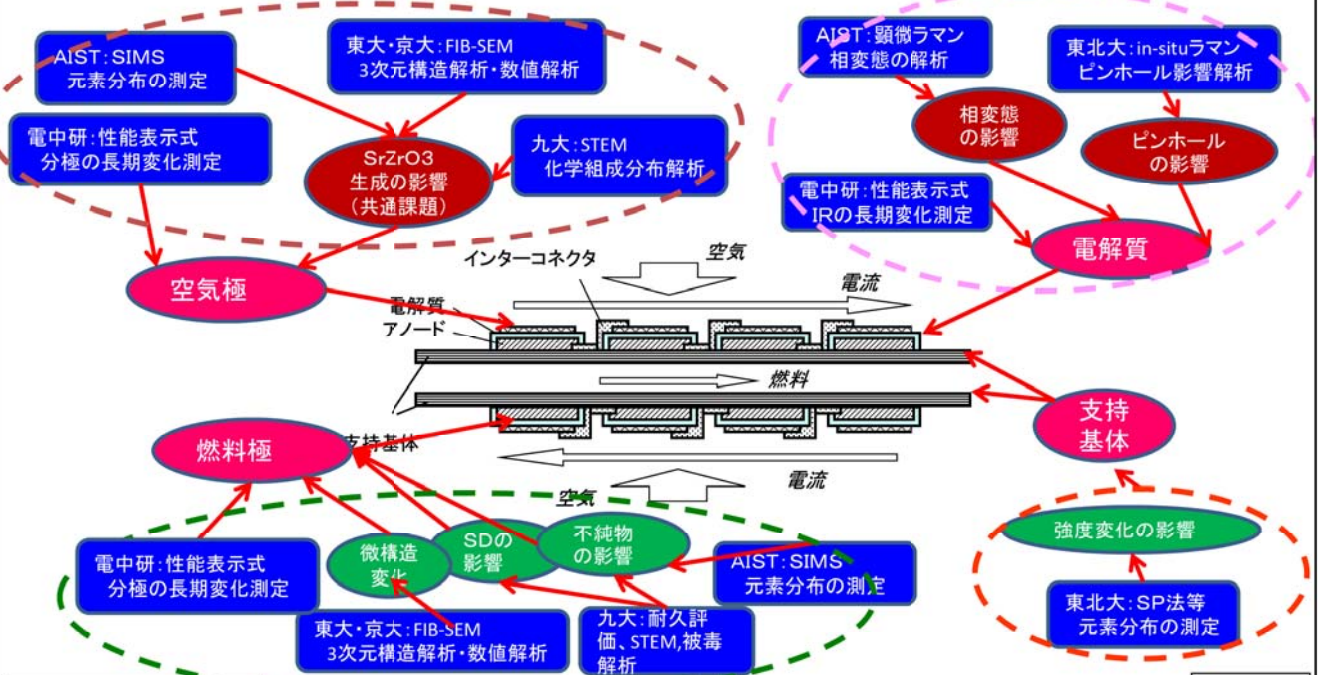 AIST：SIMS
元素分布の測定
東大・京大：FIB-SEM
3次元構造解析・数値解析
電中研：性能表示式
分極の長期変化測定
SrZrO3
生成の影響
（共通課題）
九大：STEM
化学組成分布解析
空気極
AIST：顕微ラマン
相変態の解析
東北大：in-situラマン
ピンホール影響解析
相変態
の影響
ピンホール
の影響
電中研：性能表示式
IRの長期変化測定
電解質
インターコネクタ
空気
電流
電解質
アノード
燃料
支持基体
電流
空気
燃料極
支持
基体
微構造
変化
SDの
影響
不純物
の影響
電中研：性能表示式
分極の長期変化測定
東大・京大：FIB-SEM
3次元構造解析・数値解析
九大：耐久評
価、STEM,被毒
解析
AIST：SIMS
元素分布の測定
強度変化の影響
東北大：SP法等
元素分布の測定